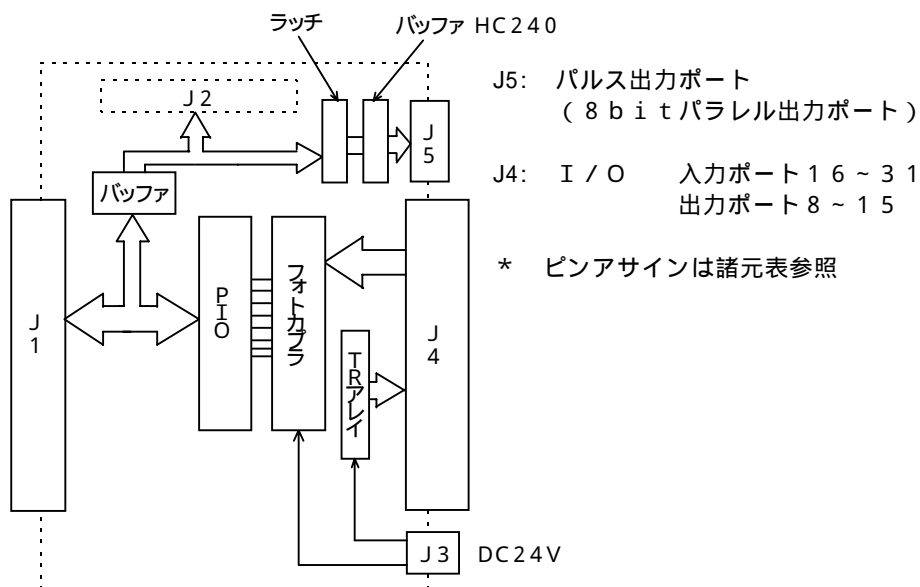 ラッチ
バッファ HC240
J2
J5
J5: パルス出力ポート
(8bitパラレル出力ポート)
バッファ
J4: I/O 入力ポート16~31
出力ポート8~15
* ピンアサインは諸元表参照
J1
PIO
フォトカプラ
TRアレイ
J4
J3 DC24V